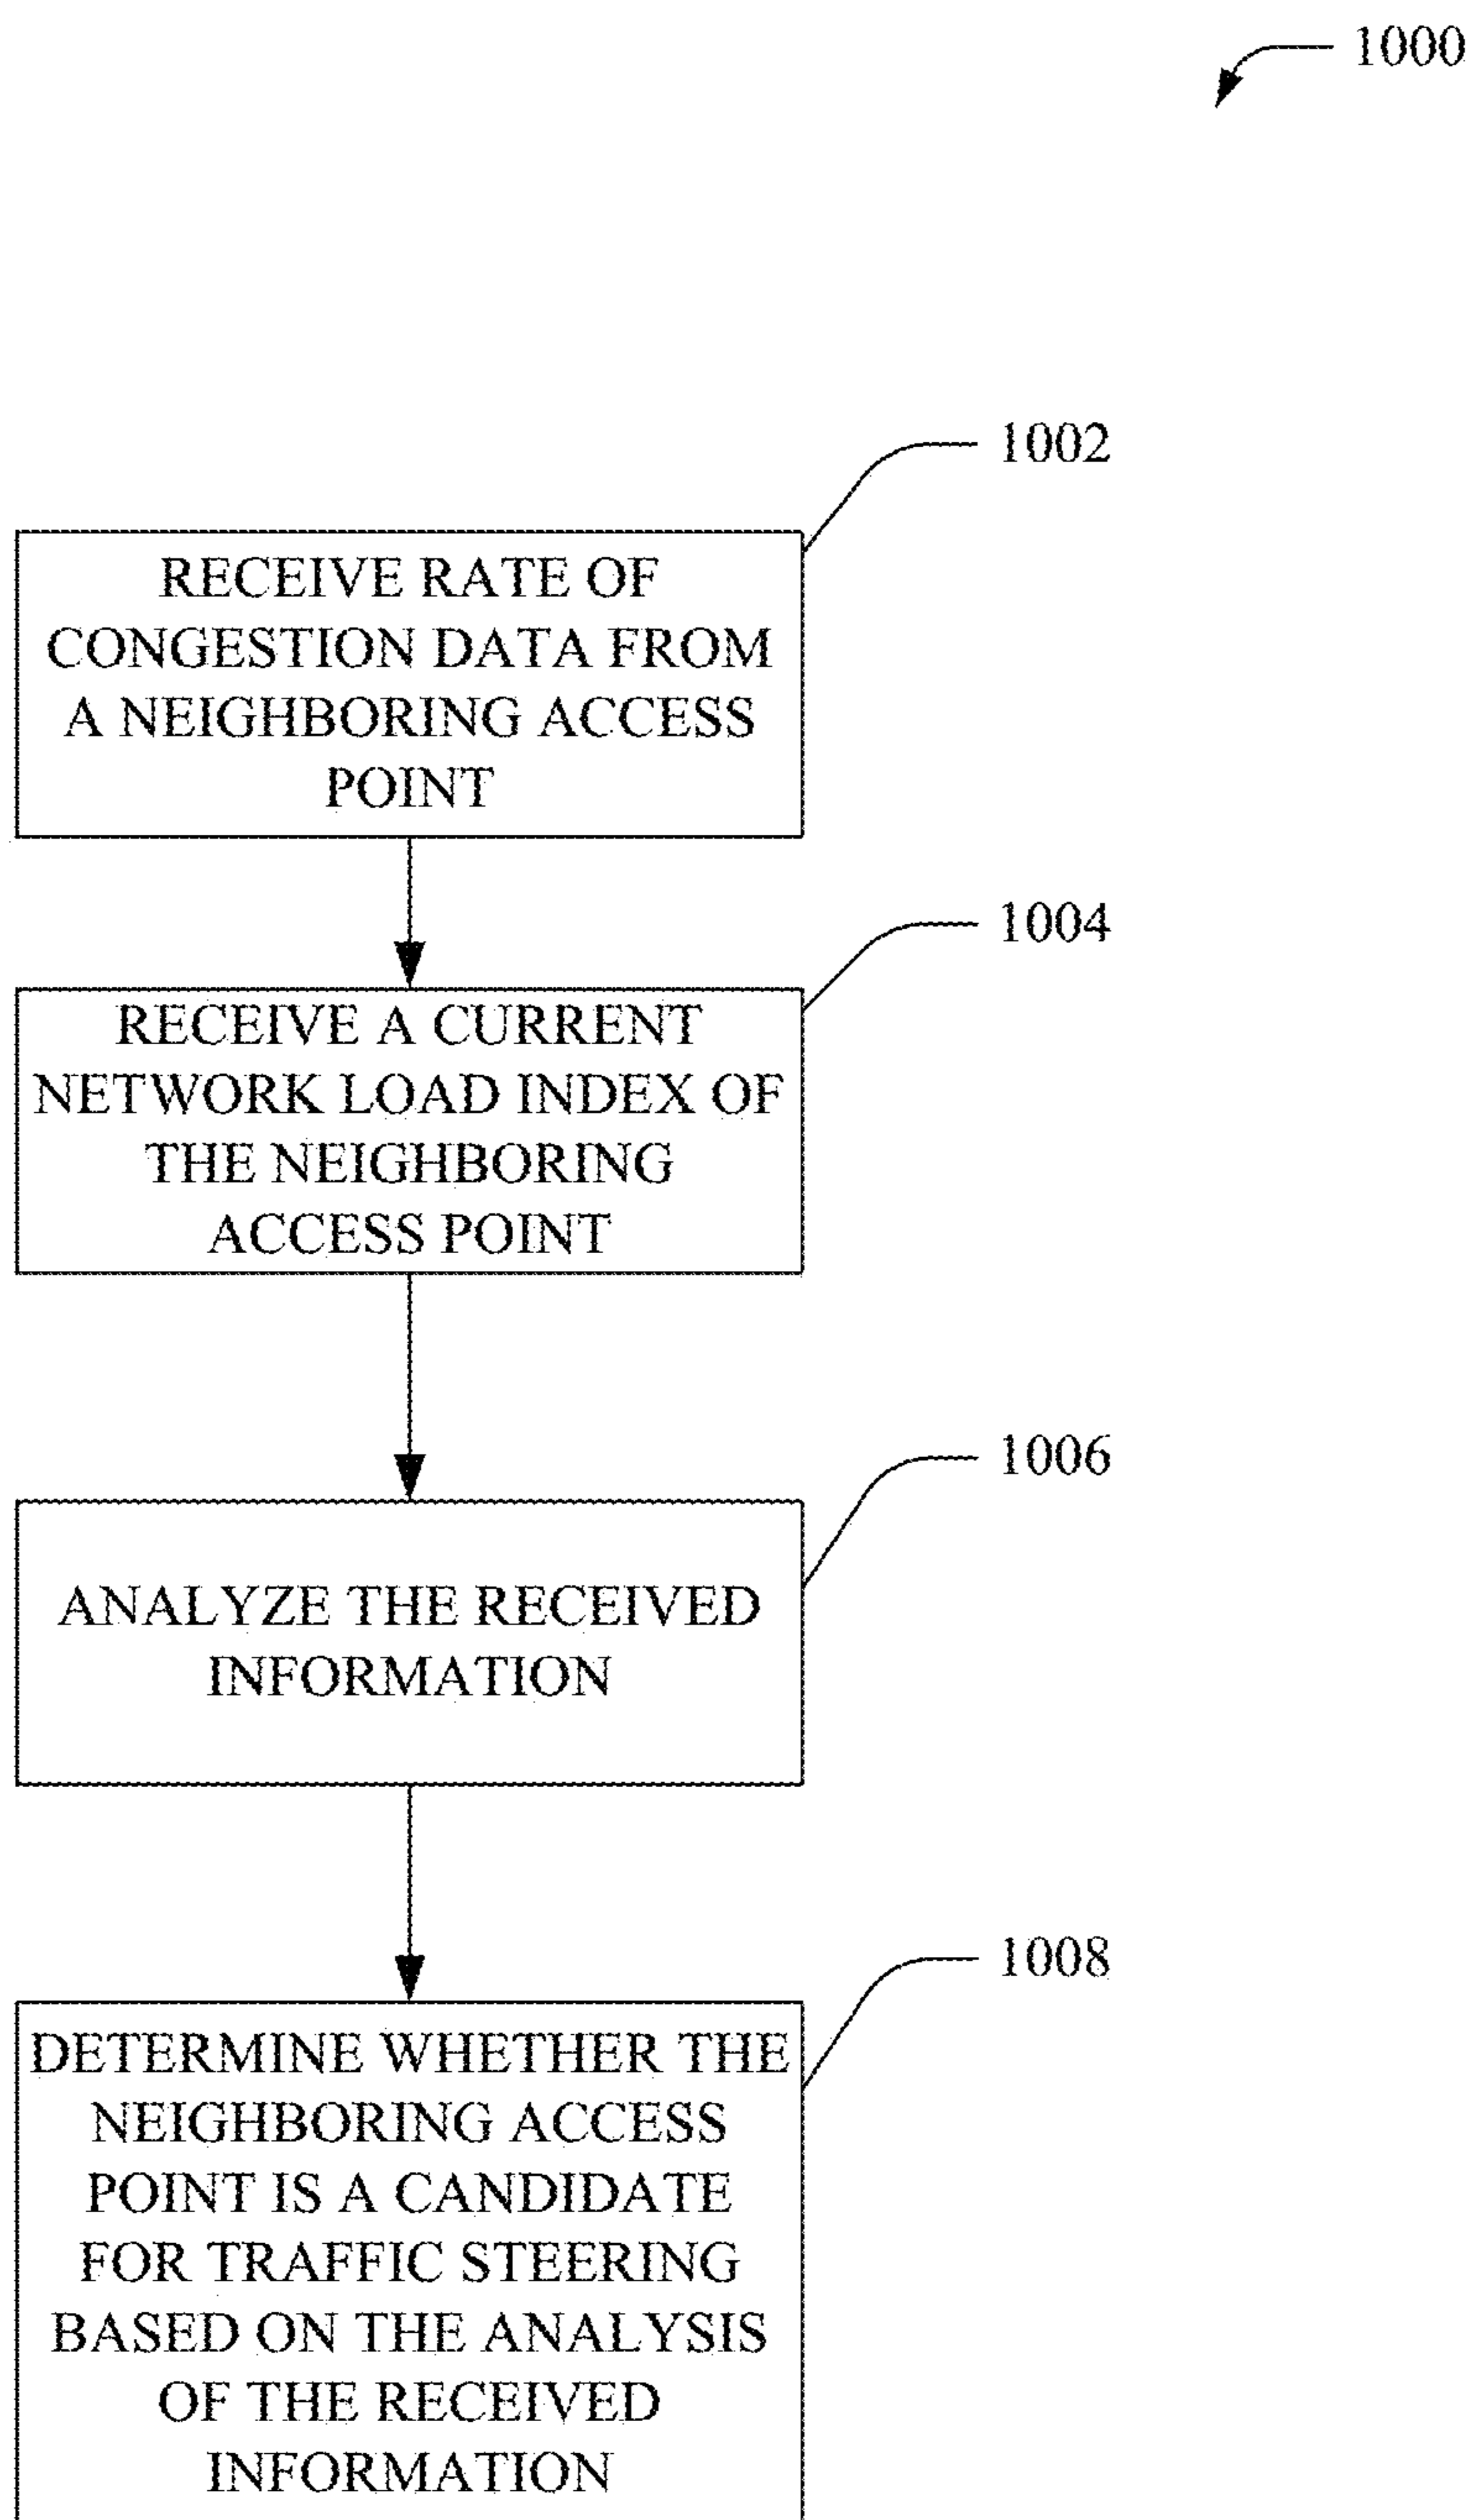 1000
1002
RECEIVE RATE OF
CONGESTION DATA FROM
A NEIGHBORING ACCESS
POINT
1004
RECEIVE A CURRENT
NETWORK LOAD INDEX OF
THE NEIGHBORING
ACCESS POINT
1006
ANALYZE THE RECEIVED
INFORMATION
1008
DETERMINE WHETHER THE
NEIGHBORING ACCESS
POINT IS A CANDIDATE
FOR TRAFFIC STEERING
BASED ON THE ANALYSIS
OF THE RECEIVED
INFORMATION